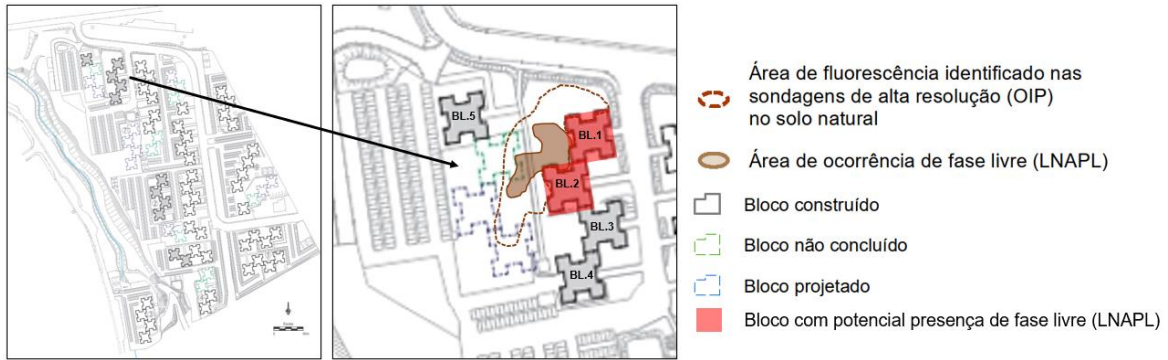 BL.5
BL.1
BL.2
BL.3
BL.4
Área de fluorescência identificado nas
sondagens de alta resolução (OIP)
no solo natural
Área de ocorrência de fase livre (LNAPL)
Bloco construído
Bloco não concluído
Bloco projetado
Bloco com potencial presença de fase livre (LNAPL)